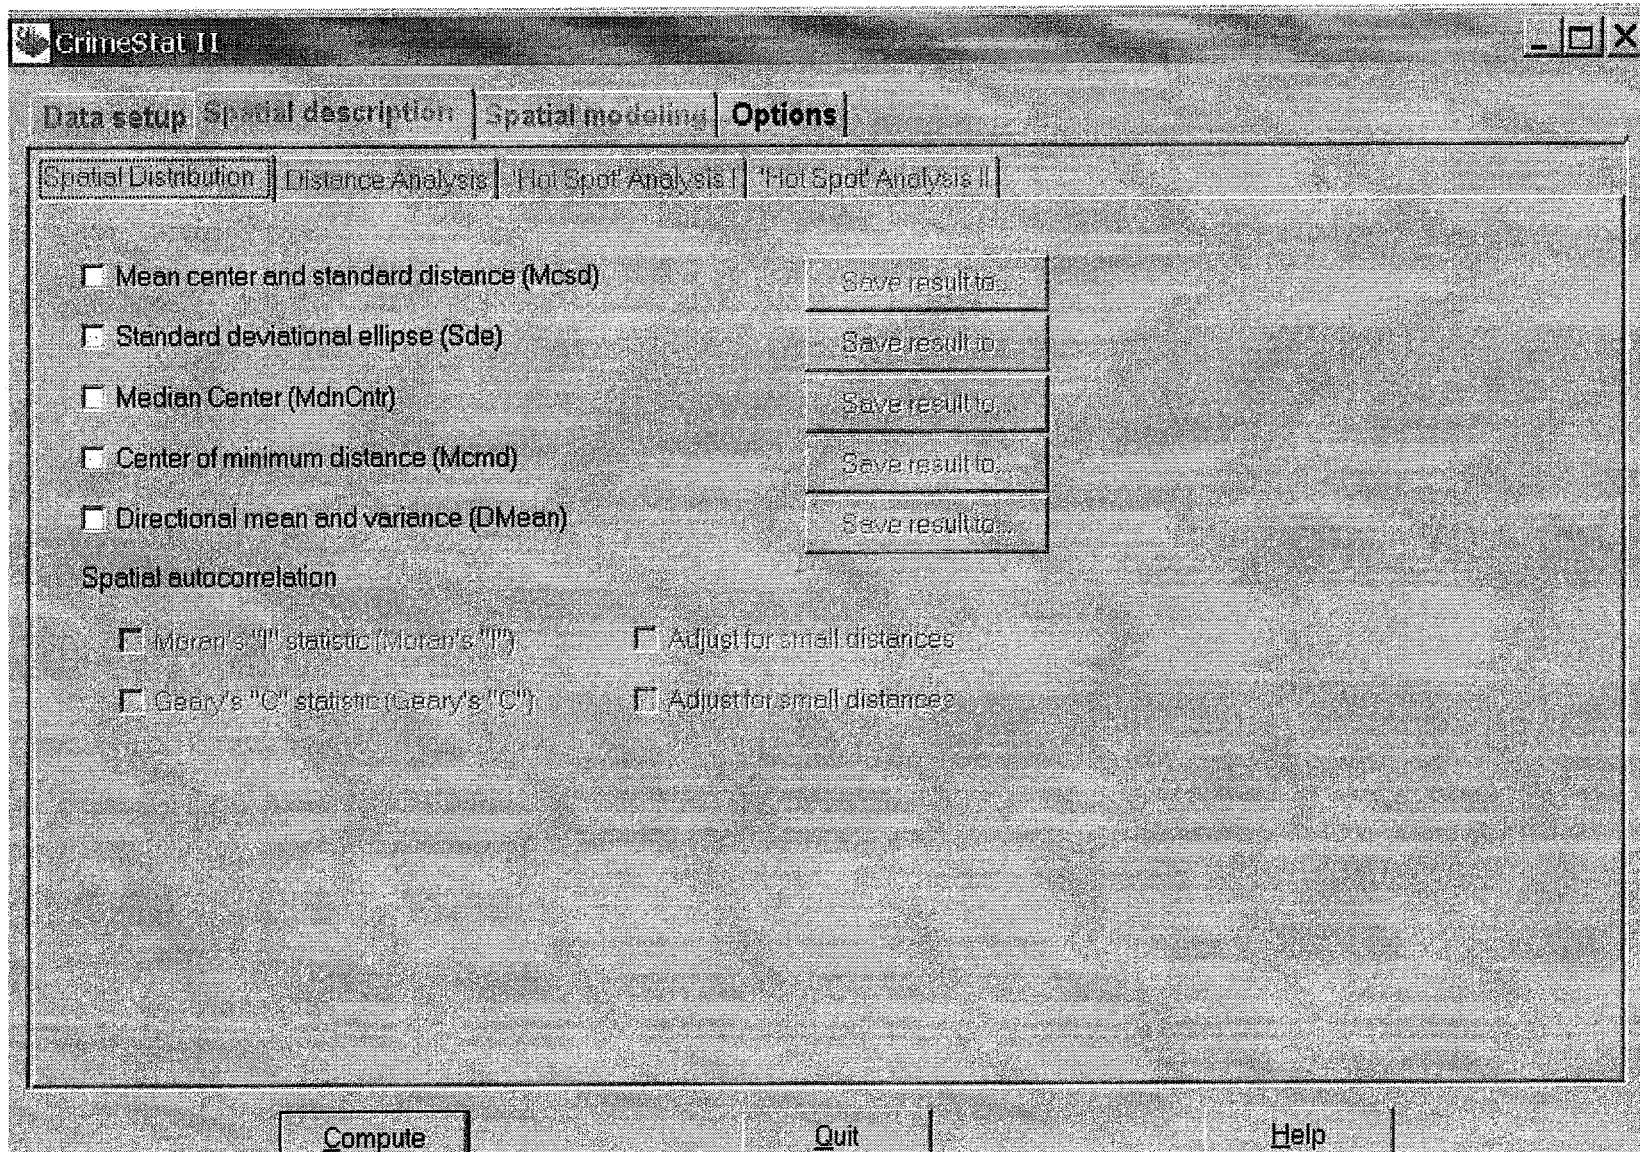 CrimeStat II
Data setup Spatial description Spatial modeling Options
Spatial Distribution Distance Analysis 'Hot Spot' Analysis I 'Hot Spot' Analysis II
Mean center and standard distance (Mcsd) Save result to...
Standard deviational ellipse (Sde) Save result to...
Median Center (MdnCntr) Save result to...
Center of minimum distance (Mcmd) Save result to...
Directional mean and variance (DMean) Save result to...
Spatial autocorrelation
Moran's "I" statistic (Moran's "I") Adjust for small distances
Geary's "C" statistic (Geary's "C") Adjust for small distances
Compute Quit Help